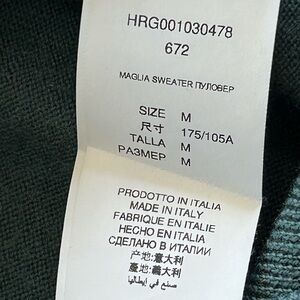 HRG001030478
672
MAGLIA SWEATER ПУЛОВЕР
SIZE M
尺寸 175/105A
TALLA M
РАЗМЕР M
PRODOTTO IN ITALIA
MADE IN ITALY
FABRIQUE EN ITALIE
HECHO EN ITALIA
СДЕЛАНО В ИТАЛИИ
产地:意大利
產地:義大利
صنع في إيطاليا